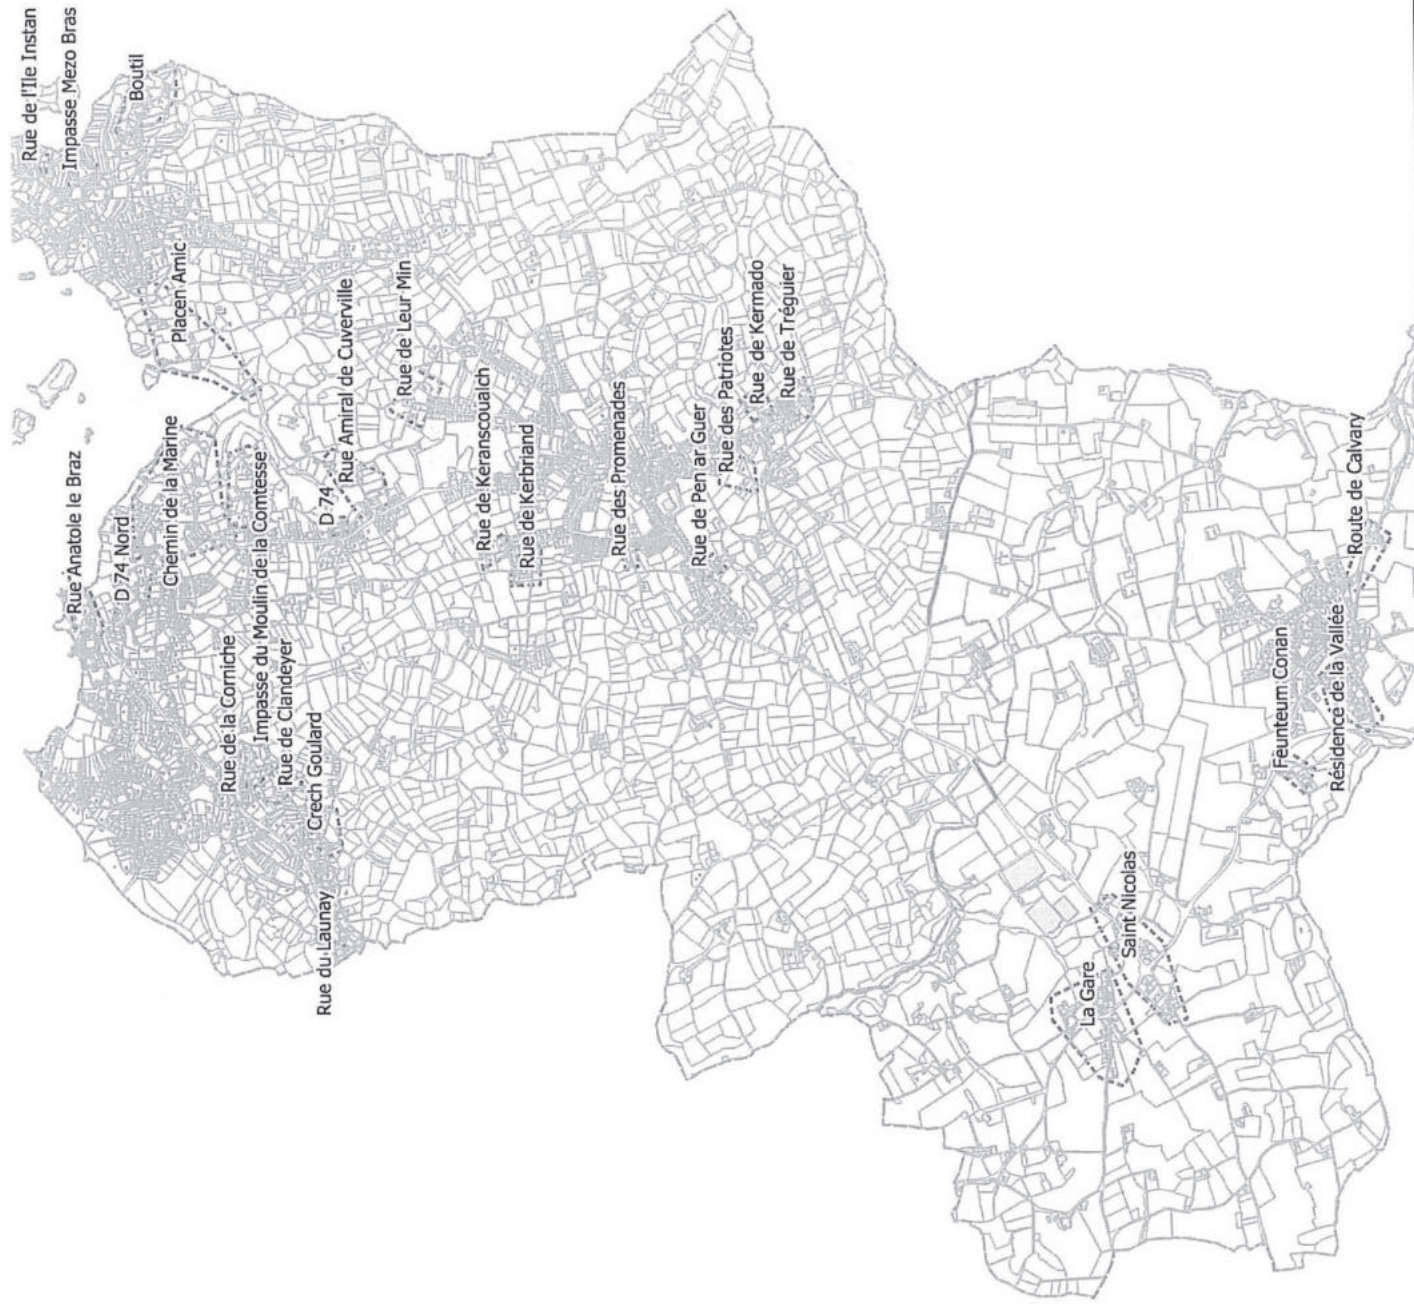 Rue de l'Ile Instan
Impasse Mezo Bras
Boutil
Placen Amic
Rue Anatole le Braz
D 74 Nord
Chemin de la Marine
Rue de la Corniche
Impasse du Moulin de la Comtesse
Rue de Clandeyer
Crech Goulard
Rue du Launay
D 74
Rue Amiral de Cuverville
Rue de Leur Min
Rue de Keranscoualch
Rue de Kerbriand
Rue des Promenades
Rue de Pen ar Guer
Rue des Patriotes
Rue de Kermado
Rue de Tréguier
La Gare
Saint Nicolas
Feunteum Conan
Résidence de la Vallée
Route de Calvary